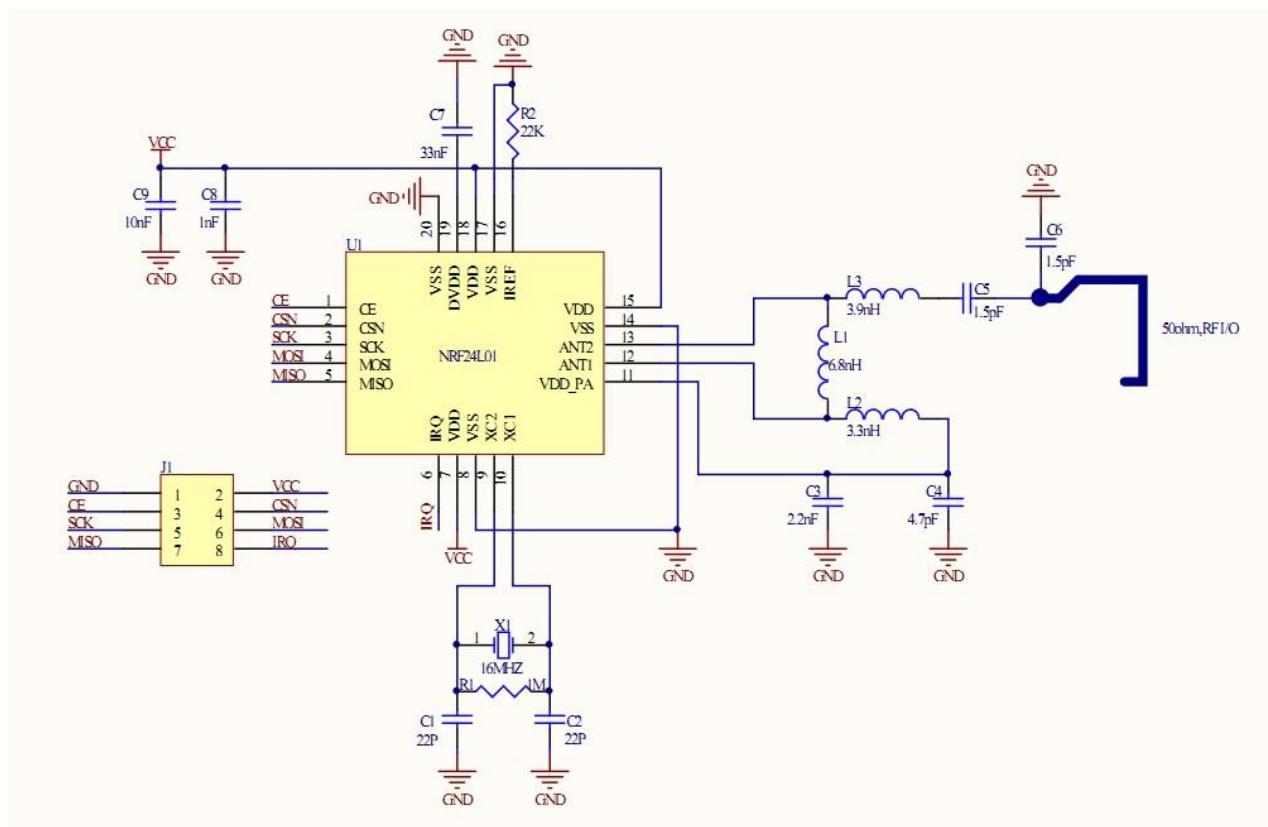 GND
GND
C7
33nF
R2
22K
VCC
C9
10nF
C8
1nF
GND
GND
GND
GND
C6
1.5pF
20
19
18
17
16
U1
VSS
DVDD
VDD
VSS
IREF
CE 1 CE
CSN 2 CSN
SCK 3 SCK
MOSI 4 MOSI
MISO 5 MISO
NRF24L01
VDD 15
VSS 14
ANT2 13
ANT1 12
VDD_PA 11
L3
3.9nH
C5
1.5pF
L1
6.8nH
L2
3.3nH
50ohm,RF I/O
IRQ
VDD
VSS
XC2
XC1
6
7
8
9
10
IRQ
VCC
J1
GND 1 2 VCC
CE 3 4 CSN
SCK 5 6 MOSI
MISO 7 8 IRQ
C3
2.2nF
C4
4.7pF
GND
GND
GND
X1
1 2
16MHZ
R1 1M
C1
22P
C2
22P
GND
GND